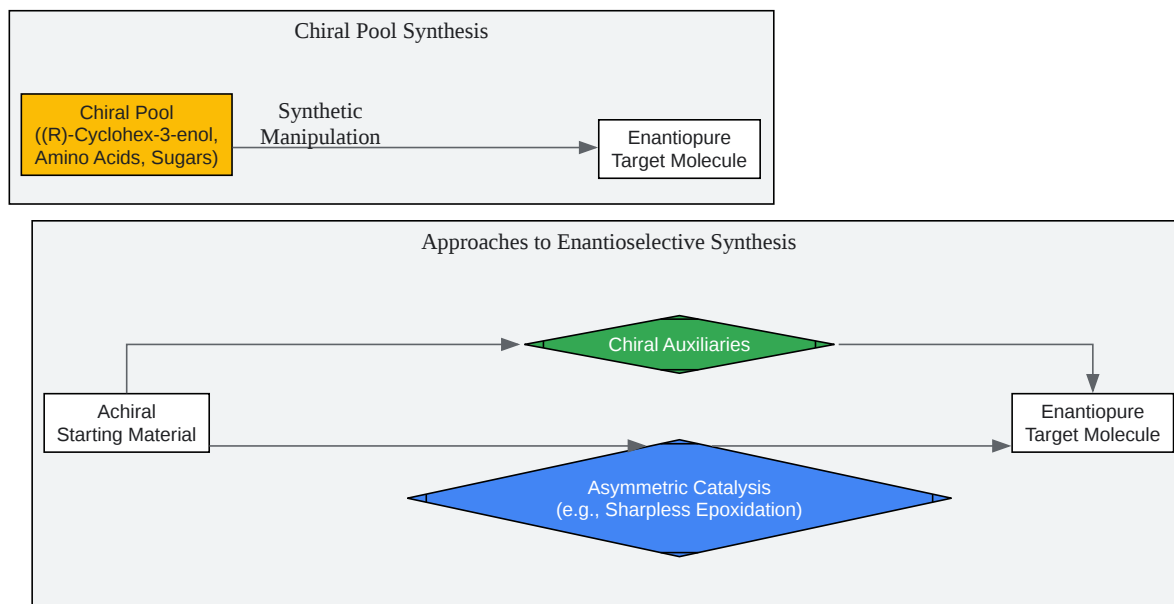 Chiral Pool Synthesis
Chiral Pool
((R)-Cyclohex-3-enol,
Amino Acids, Sugars)
Synthetic
Manipulation
Enantiopure
Target Molecule
Approaches to Enantioselective Synthesis
Chiral Auxiliaries
Achiral
Starting Material
Enantiopure
Target Molecule
Asymmetric Catalysis
(e.g., Sharpless Epoxidation)